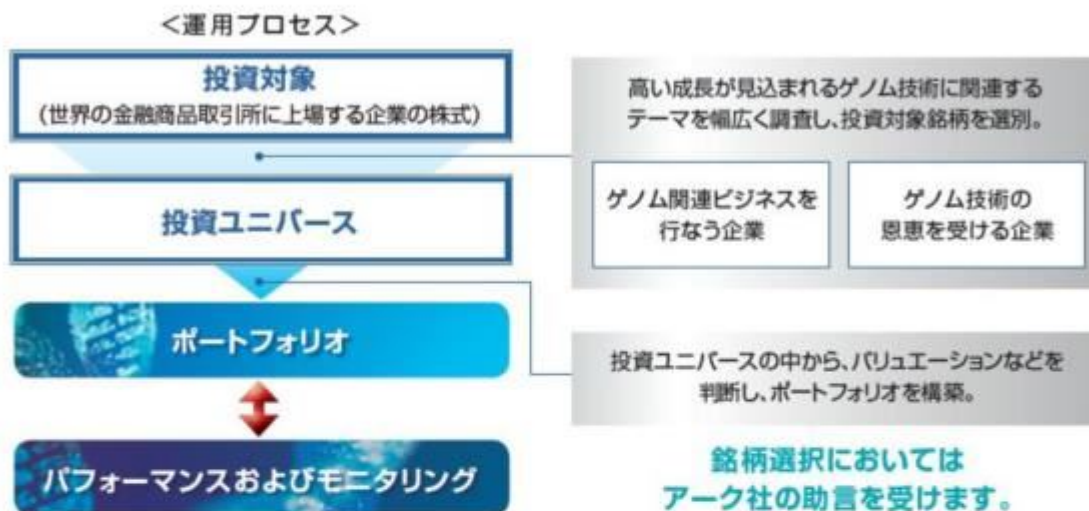 ＜運用プロセス＞
投資対象
（世界の金融商品取引所に上場する企業の株式）
投資ユニバース
ポートフォリオ
パフォーマンスおよびモニタリング
高い成長が見込まれるゲノム技術に関連する
テーマを幅広く調査し、投資対象銘柄を選別。
ゲノム関連ビジネスを
行なう企業
ゲノム技術の
恩恵を受ける企業
投資ユニバースの中から、バリュエーションなどを
判断し、ポートフォリオを構築。
銘柄選択においては
アーク社の助言を受けます。